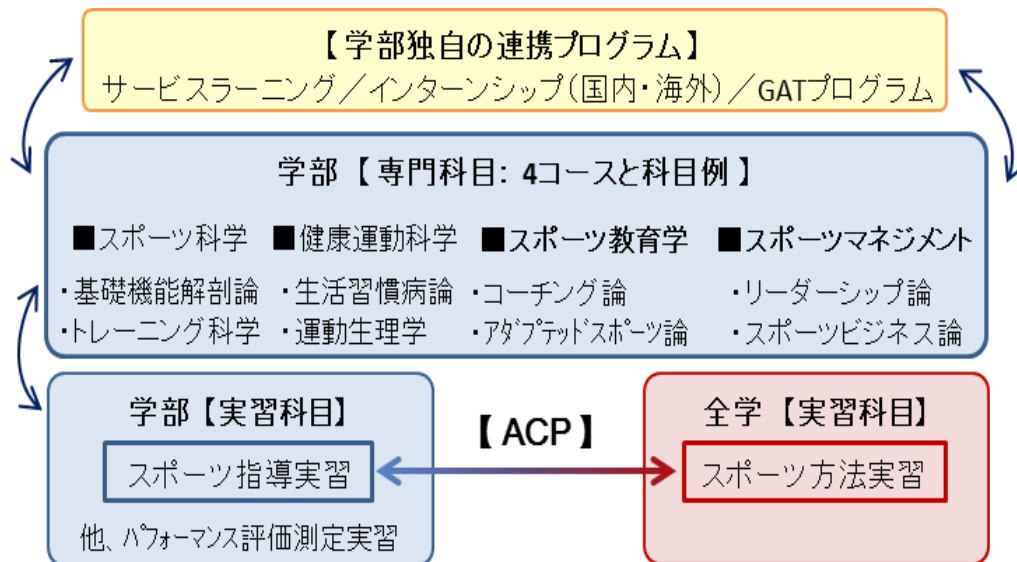 【学部独自の連携プログラム】
サービスラーニング／インターンシップ（国内・海外）／GATプログラム
学部【専門科目：4コースと科目例】
■スポーツ科学 ■健康運動科学 ■スポーツ教育学 ■スポーツマネジメント
・基礎機能解剖論 ・生活習慣病論 ・コーチング論 ・リーダーシップ論
・トレーニング科学 ・運動生理学 ・アダプテッドスポーツ論 ・スポーツビジネス論
学部【実習科目】
スポーツ指導実習
他、パフォーマンス評価測定実習
【ACP】
全学【実習科目】
スポーツ方法実習